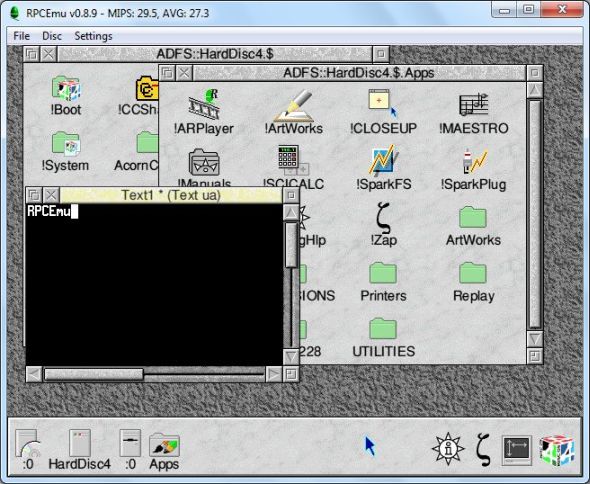 RPCEmu v0.8.9 - MIPS: 29.5, AVG: 27.3
File Disc Settings
ADFS::HardDisc4.$
!Boot !CCSha
!System AcornC
ADFS::HardDisc4.$.Apps
!ARPlayer !ArtWorks !CLOSEUP !MAESTRO
!Manuals !SCICALC !SparkFS !SparkPlug
gHlp !Zap ArtWorks
SIONS Printers Replay
228 UTILITIES
Text1 * (Text ua)
RPCEmu
:0 HardDisc4 :0 Apps